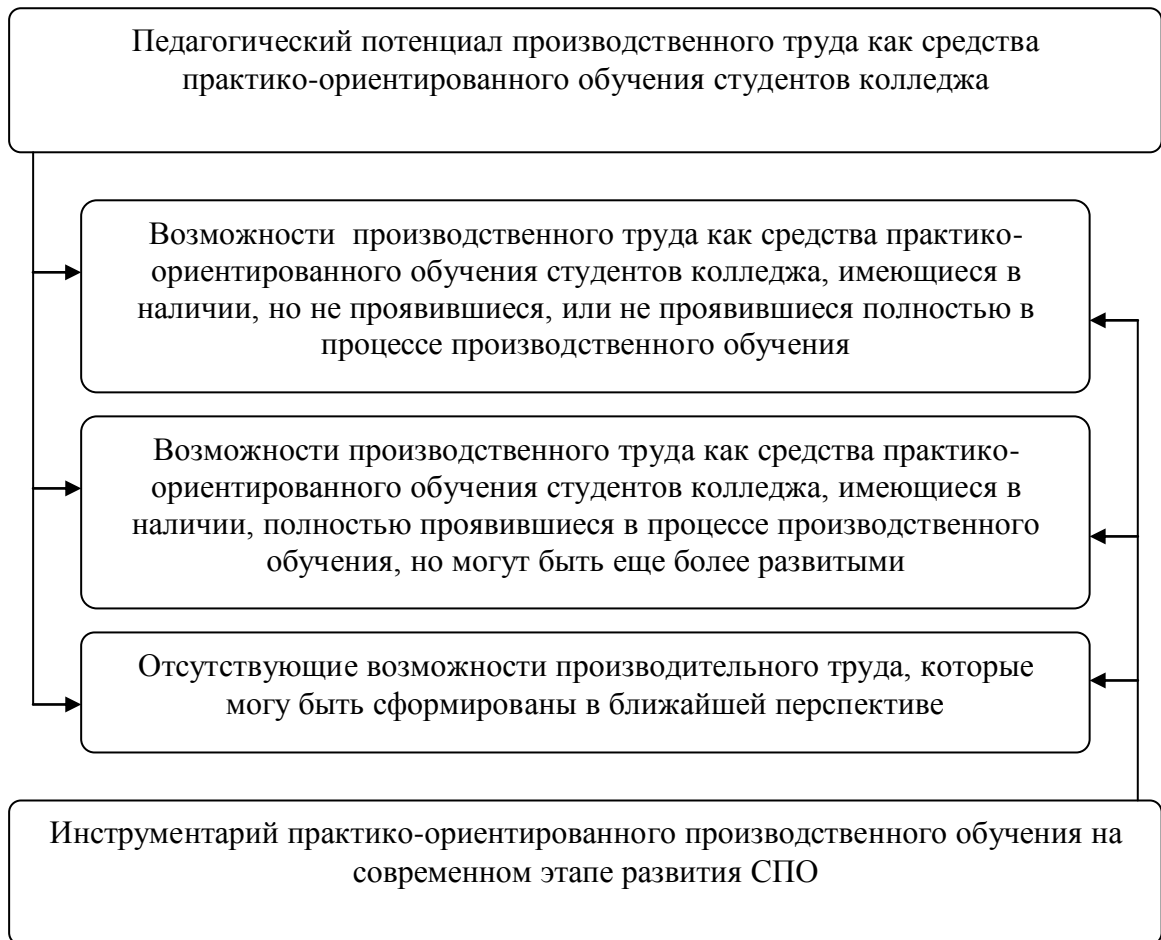 Педагогический потенциал производственного труда как средства
практико-ориентированного обучения студентов колледжа
Возможности производственного труда как средства практико-
ориентированного обучения студентов колледжа, имеющиеся в
наличии, но не проявившиеся, или не проявившиеся полностью в
процессе производственного обучения
Возможности производственного труда как средства практико-
ориентированного обучения студентов колледжа, имеющиеся в
наличии, полностью проявившиеся в процессе производственного
обучения, но могут быть еще более развитыми
Отсутствующие возможности производительного труда, которые
могу быть сформированы в ближайшей перспективе
Инструментарий практико-ориентированного производственного обучения на
современном этапе развития СПО